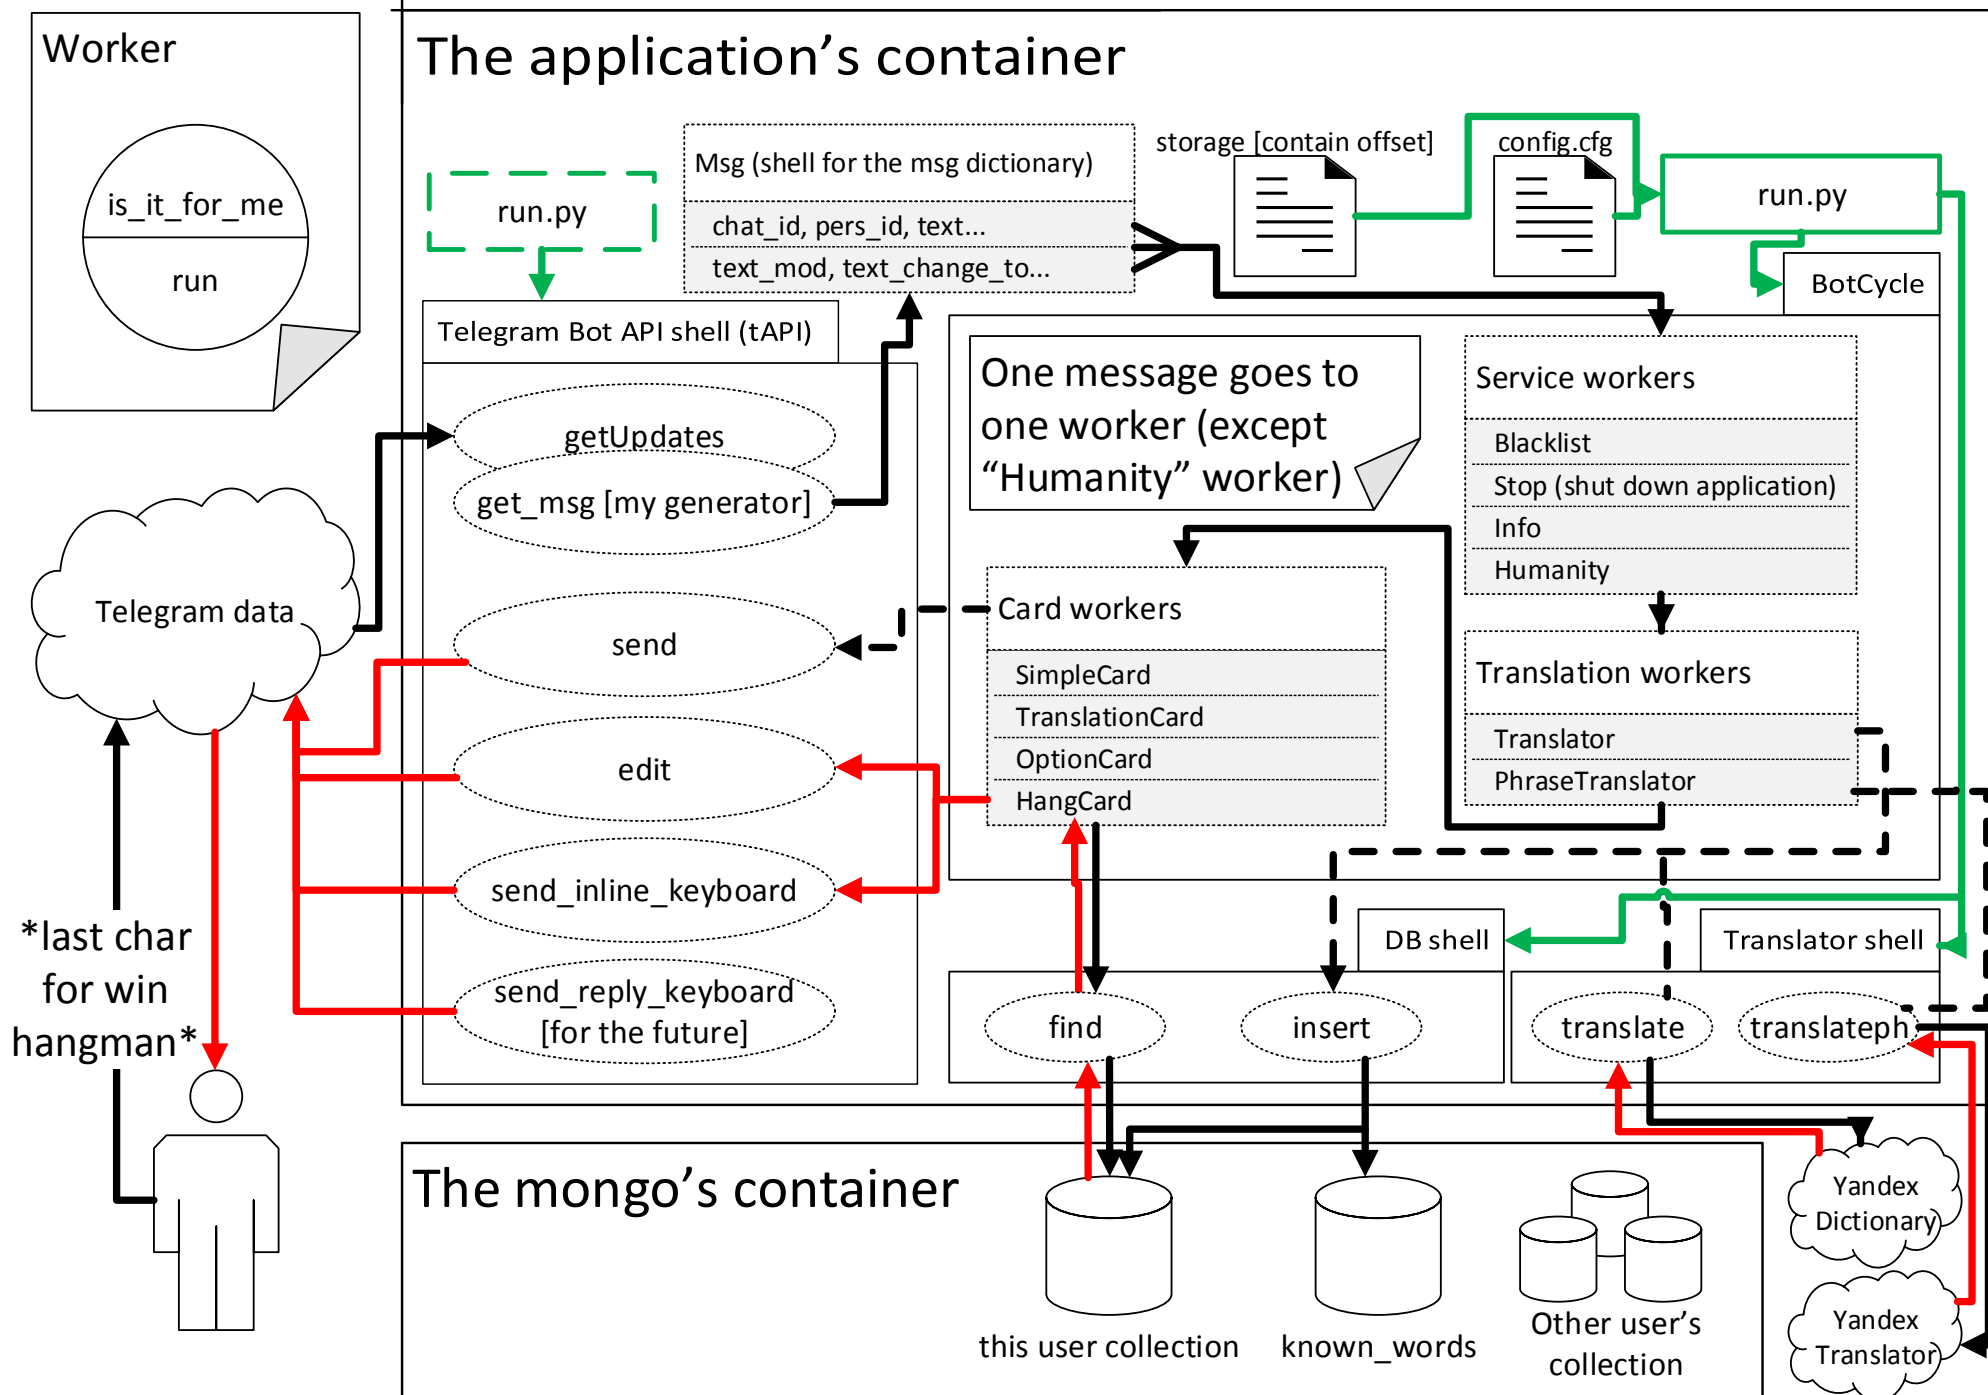 Worker
is_it_for_me
run
The application’s container
run.py
Msg (shell for the msg dictionary)
chat_id, pers_id, text...
text_mod, text_change_to...
storage [contain offset]
config.cfg
run.py
BotCycle
Telegram Bot API shell (tAPI)
getUpdates
get_msg [my generator]
send
edit
send_inline_keyboard
send_reply_keyboard
[for the future]
One message goes to
one worker (except
“Humanity” worker)
Service workers
Blacklist
Stop (shut down application)
Info
Humanity
Card workers
SimpleCard
TranslationCard
OptionCard
HangCard
Translation workers
Translator
PhraseTranslator
Telegram data
*last char
for win
hangman*
DB shell
find
insert
Translator shell
translate
translateph
The mongo’s container
this user collection
known_words
Other user’s
collection
Yandex
Dictionary
Yandex
Translator